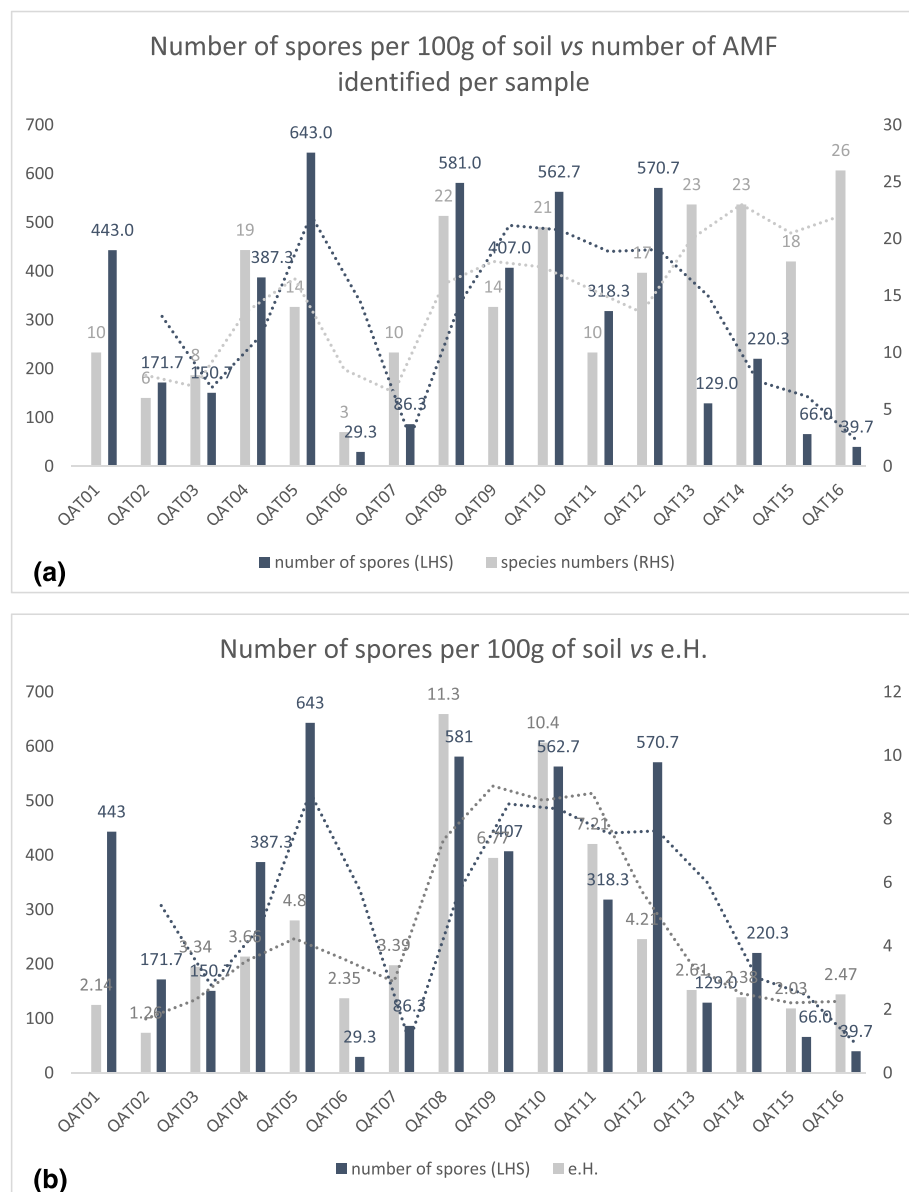 Number of spores per 100g of soil vs number of AMF
identified per sample
700
600
500
400
300
200
100
0
30
25
20
15
10
5
0
10
443.0
6
171.7
8
150.7
19
387.3
14
643.0
3
29.3
10
86.3
22
581.0
14
407.0
21
562.7
10
318.3
17
570.7
23
129.0
23
220.3
18
66.0
26
39.7
QAT01
QAT02
QAT03
QAT04
QAT05
QAT06
QAT07
QAT08
QAT09
QAT10
QAT11
QAT12
QAT13
QAT14
QAT15
QAT16
number of spores (LHS)
species numbers (RHS)
(a)
Number of spores per 100g of soil vs e.H.
700
600
500
400
300
200
100
0
12
10
8
6
4
2
0
2.14
443
1.26
171.7
3.34
150.7
3.66
387.3
4.8
643
2.35
29.3
3.39
86.3
11.3
581
6.77
407
10.4
562.7
7.21
318.3
4.21
570.7
2.61
129.0
2.38
220.3
2.03
66.0
2.47
39.7
QAT01
QAT02
QAT03
QAT04
QAT05
QAT06
QAT07
QAT08
QAT09
QAT10
QAT11
QAT12
QAT13
QAT14
QAT15
QAT16
number of spores (LHS)
e.H.
(b)